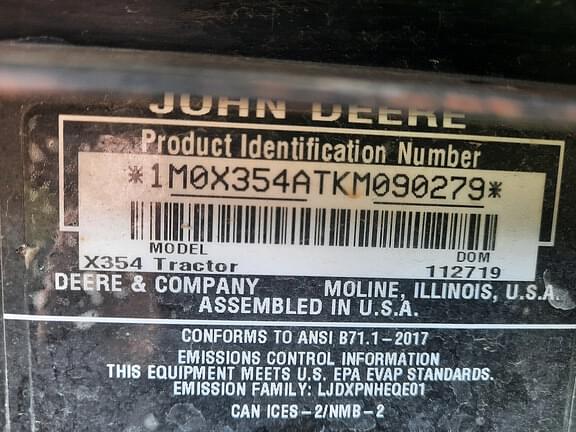 JOHN DEERE
Product Identification Number
*1M0X354ATKM090279*
MODEL DOM
X354 Tractor 112719
DEERE & COMPANY MOLINE, ILLINOIS, U.S.A.
ASSEMBLED IN U.S.A.
CONFORMS TO ANSI B71.1-2017
EMISSIONS CONTROL INFORMATION
THIS EQUIPMENT MEETS U.S. EPA EVAP STANDARDS.
EMISSION FAMILY: LJDXPNHEQE01
CAN ICES-2/NMB-2